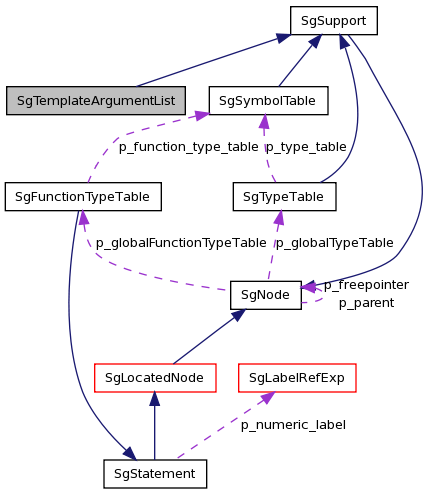 SgSupport
SgTemplateArgumentList
SgSymbolTable
p_function_type_table
p_type_table
SgFunctionTypeTable
SgTypeTable
p_globalFunctionTypeTable
p_globalTypeTable
SgNode
p_freepointer
p_parent
SgLocatedNode
SgLabelRefExp
p_numeric_label
SgStatement